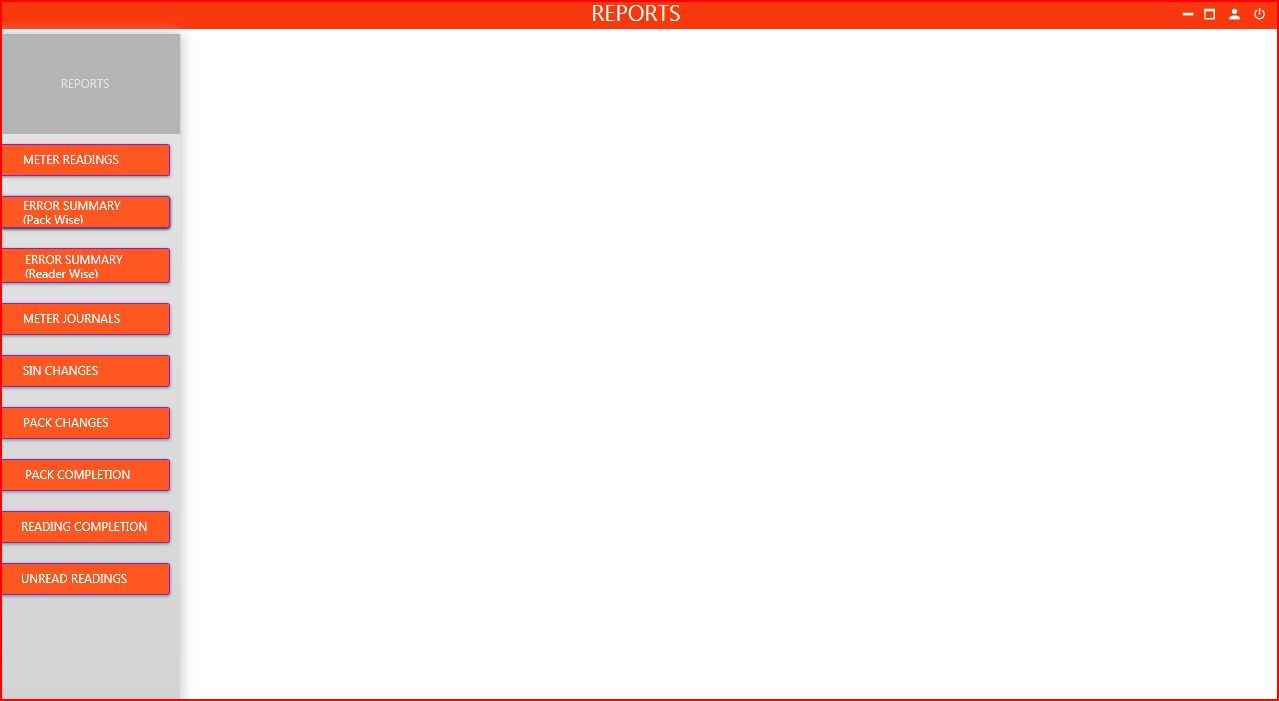 REPORTS
REPORTS
METER READINGS
ERROR SUMMARY
(Pack Wise)
ERROR SUMMARY
(Reader Wise)
METER JOURNALS
SIN CHANGES
PACK CHANGES
PACK COMPLETION
READING COMPLETION
UNREAD READINGS